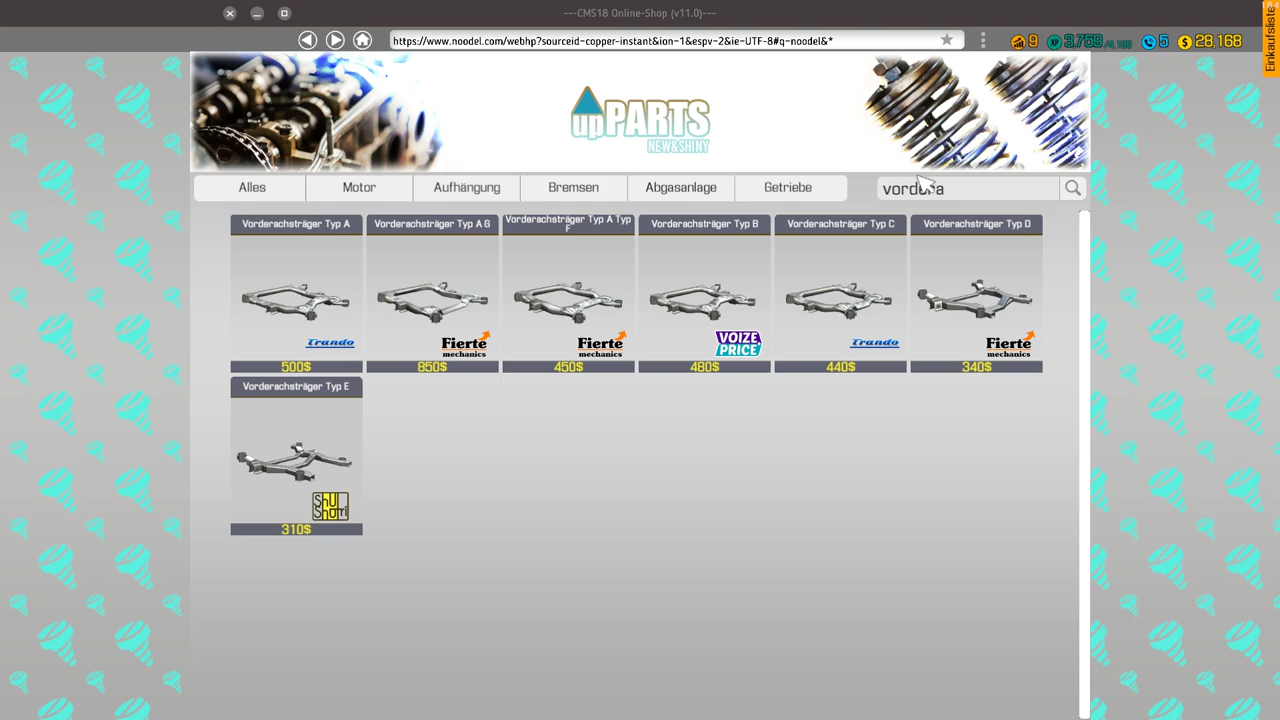 ---CMS18 Online-Shop (v11.0)---
https://www.noodel.com/webhp?sourceid-copper-instant&ion-1&espv-2&ie-UTF-8#q-noodel&*
9
XP 3,759
5
$ 28,168
Einkaufsliste
upPARTS
NEW&SHINY
Alles
Motor
Aufhängung
Bremsen
Abgasanlage
Getriebe
vordera
Vorderachsträger Typ A
Vorderachsträger Typ A G
Vorderachsträger Typ A Typ
F
Vorderachsträger Typ B
Vorderachsträger Typ C
Vorderachsträger Typ D
Trando
Fierte
mechanics
Fierte
mechanics
VOIZE
PRICE
Trando
Fierte
mechanics
500$
850$
450$
480$
440$
340$
Vorderachsträger Typ E
310$